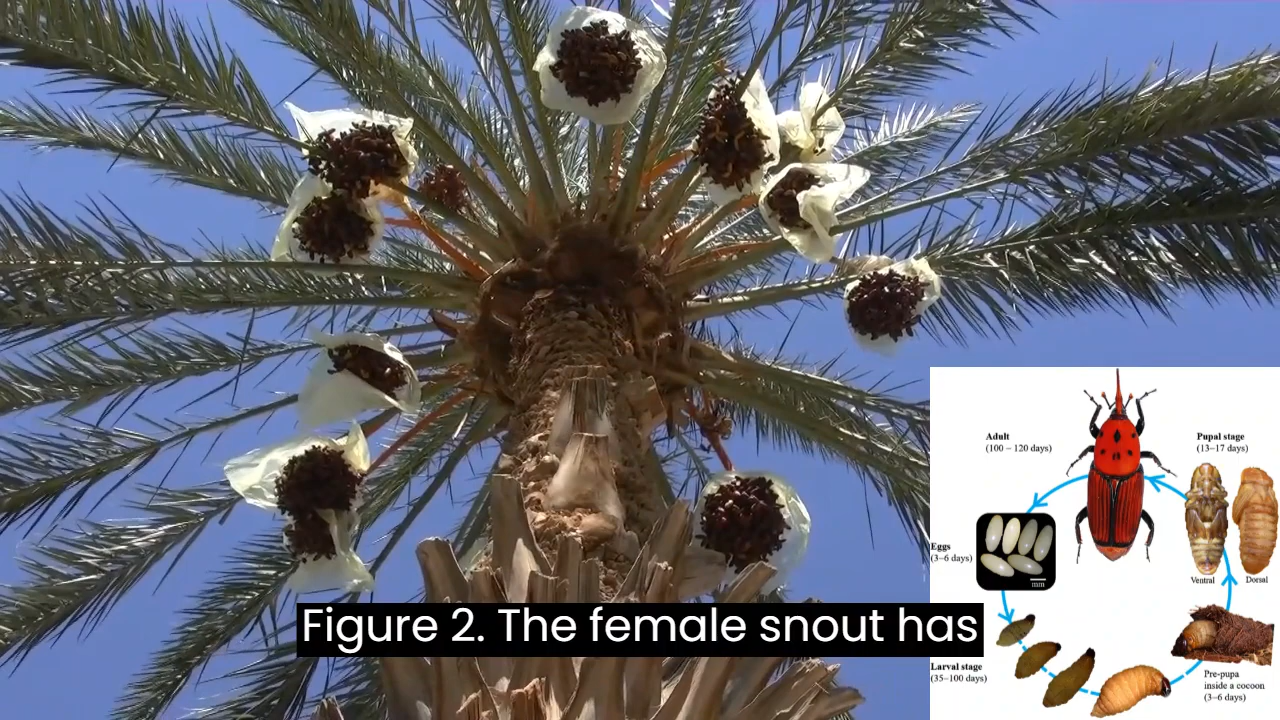 Adult
(100 – 120 days)
Pupal stage
(13–17 days)
Eggs
(3–6 days)
mm
Ventral
Dorsal
Figure 2. The female snout has
Larval stage
(35–100 days)
Pre-pupa
inside a cocoon
(3–6 days)